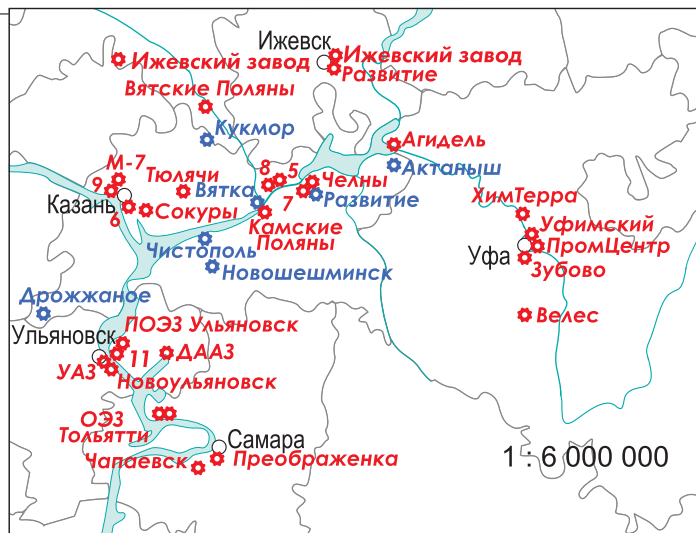 Ижевск
Ижевский завод
Ижевский завод
Развитие
Вятские Поляны
Кукмор
Агидель
Актаныш
М-7
Тюлячи
8
5
Челны
9
Вятка
7
Развитие
Казань
6
Сокуры
Камские
Поляны
ХимТерра
Уфимский
ПромЦентр
Уфа
Зубово
Чистополь
Новошешминск
Дрожжаное
Велес
ПОЭЗ Ульяновск
Ульяновск
11
ДААЗ
УАЗ
Новоульяновск
ОЭЗ
Тольятти
Самара
Чапаевск
Преображенка
1 : 6 000 000